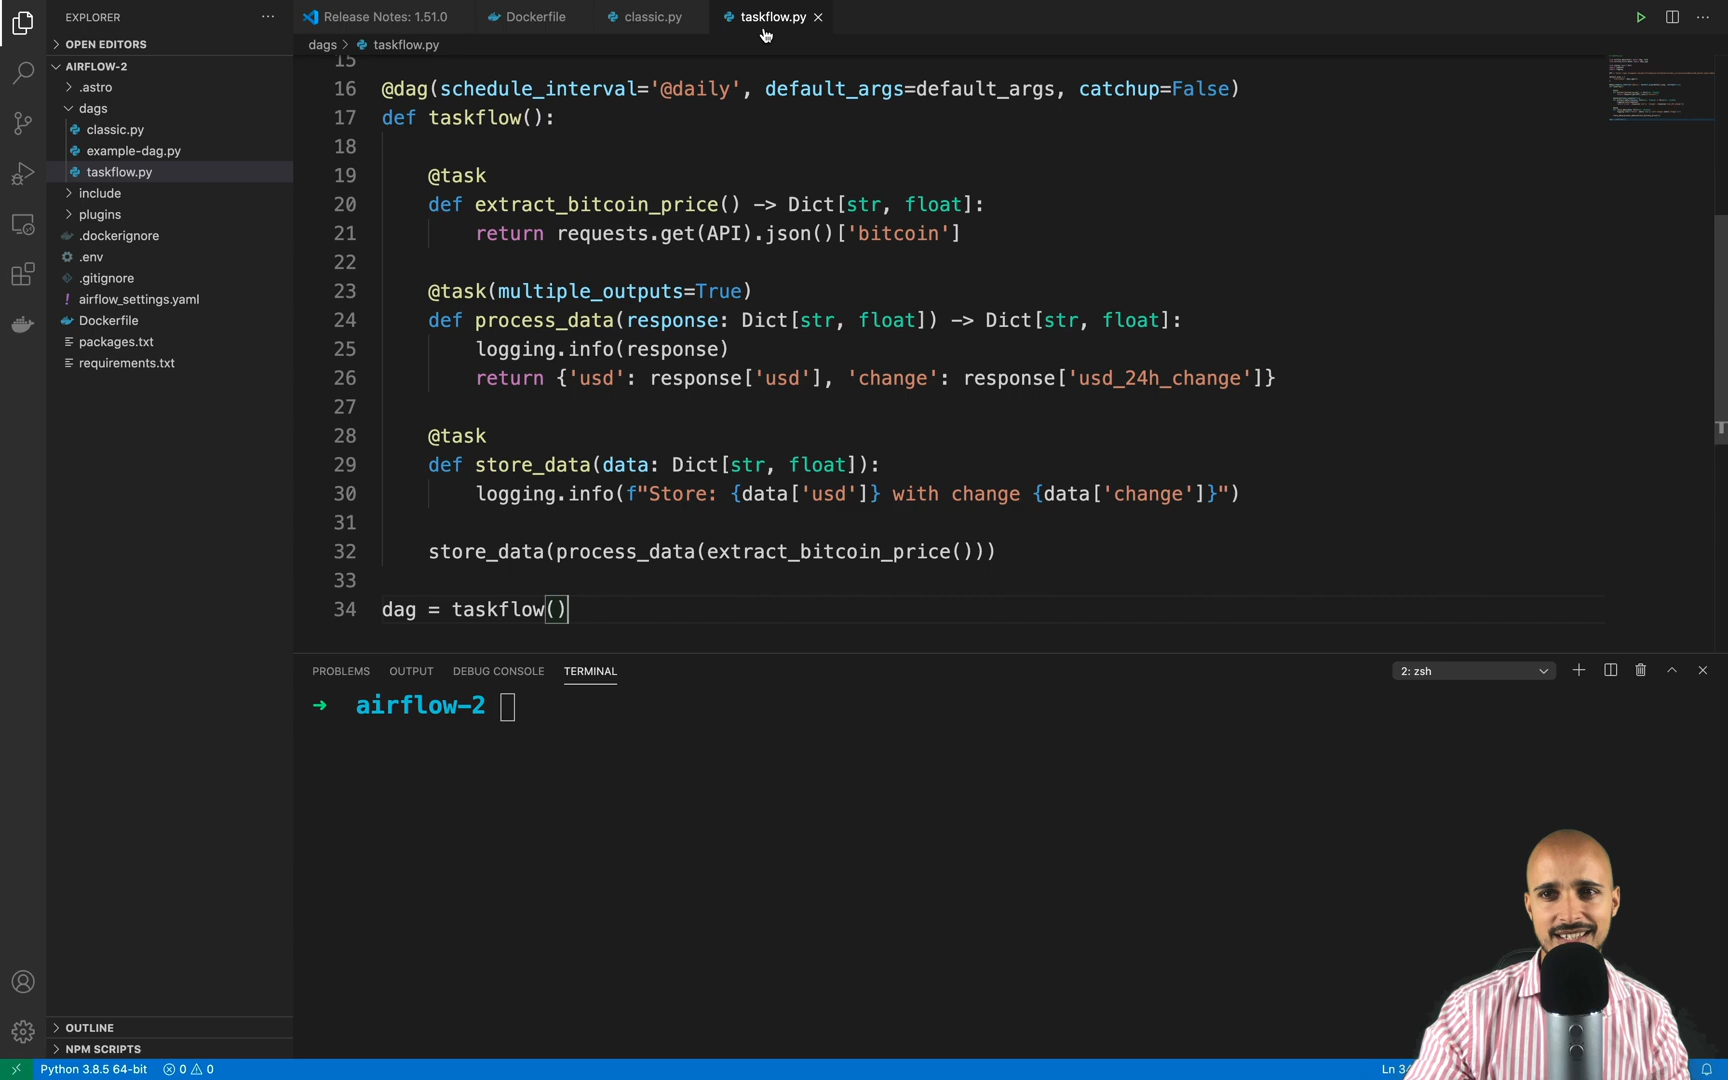 EXPLORER
OPEN EDITORS
AIRFLOW-2
.astro
dags
classic.py
example-dag.py
taskflow.py
include
plugins
.dockerignore
.env
.gitignore
airflow_settings.yaml
Dockerfile
packages.txt
requirements.txt
OUTLINE
NPM SCRIPTS
Release Notes: 1.51.0 Dockerfile classic.py taskflow.py
dags > taskflow.py
15
16 @dag(schedule_interval='@daily', default_args=default_args, catchup=False)
17 def taskflow():
18
19 @task
20 def extract_bitcoin_price() -> Dict[str, float]:
21 return requests.get(API).json()['bitcoin']
22
23 @task(multiple_outputs=True)
24 def process_data(response: Dict[str, float]) -> Dict[str, float]:
25 logging.info(response)
26 return {'usd': response['usd'], 'change': response['usd_24h_change']}
27
28 @task
29 def store_data(data: Dict[str, float]):
30 logging.info(f"Store: {data['usd']} with change {data['change']}")
31
32 store_data(process_data(extract_bitcoin_price()))
33
34 dag = taskflow()
PROBLEMS OUTPUT DEBUG CONSOLE TERMINAL 2: zsh
➜ airflow-2
Python 3.8.5 64-bit 0 0 Ln